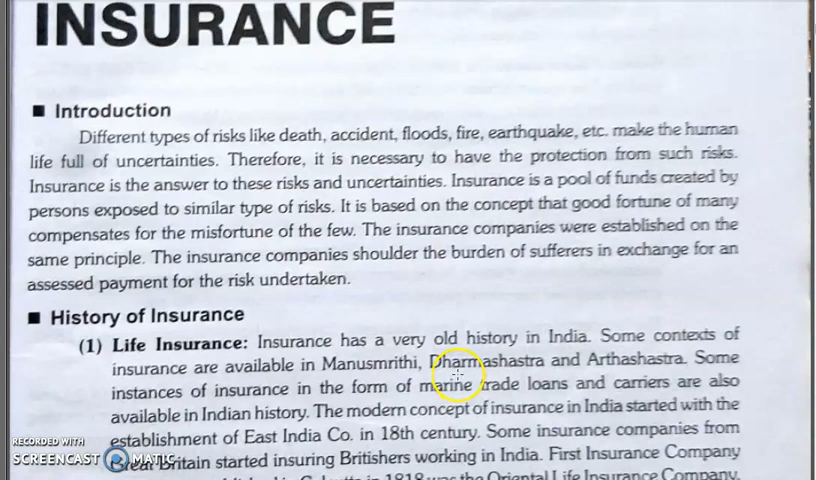 INSURANCE
■ Introduction
Different types of risks like death, accident, floods, fire, earthquake, etc. make the human
life full of uncertainties. Therefore, it is necessary to have the protection from such risks.
Insurance is the answer to these risks and uncertainties. Insurance is a pool of funds created by
persons exposed to similar type of risks. It is based on the concept that good fortune of many
compensates for the misfortune of the few. The insurance companies were established on the
same principle. The insurance companies shoulder the burden of sufferers in exchange for an
assessed payment for the risk undertaken.
■ History of Insurance
(1) Life Insurance: Insurance has a very old history in India. Some contexts of
insurance are available in Manusmrithi, Dharmashastra and Arthashastra. Some
instances of insurance in the form of marine trade loans and carriers are also
available in Indian history. The modern concept of insurance in India started with the
establishment of East India Co. in 18th century. Some insurance companies from
Great Britain started insuring Britishers working in India. First Insurance Company
in 1818 was the Oriental Life Insurance Company.
RECORDED WITH
SCREENCAST MATIC